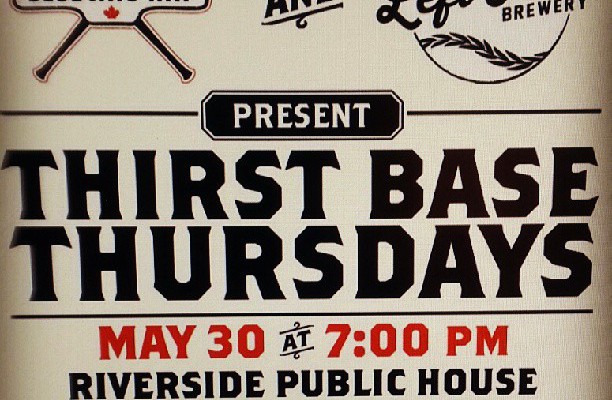 AND
BREWERY
PRESENT
THIRST BASE
THURSDAYS
MAY 30 AT 7:00 PM
RIVERSIDE PUBLIC HOUSE